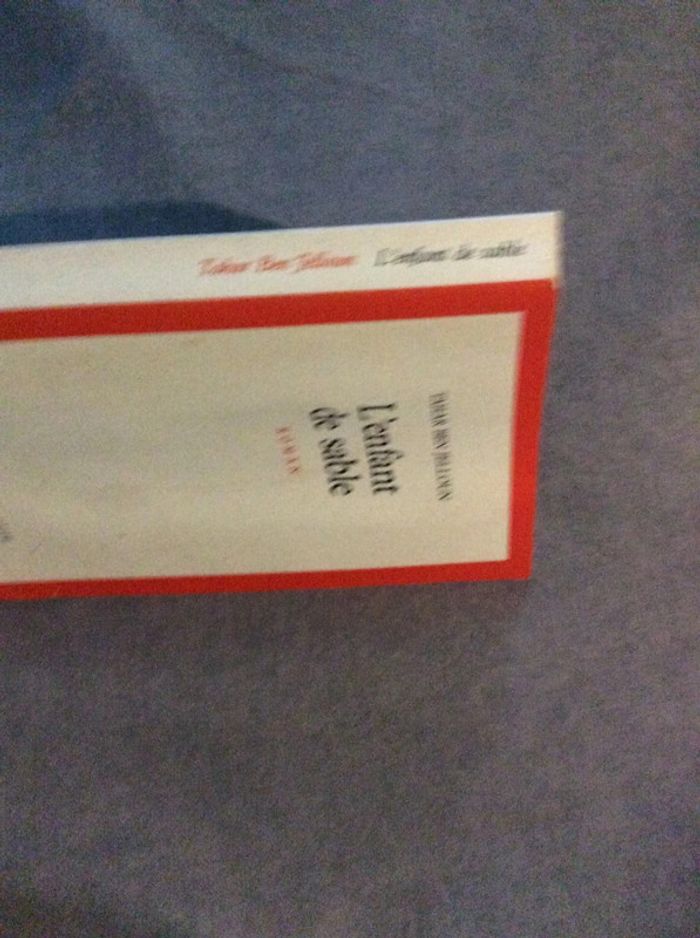 Tahar Ben Jelloun L'enfant de sable
TAHAR BEN JELLOUN
L'enfant
de sable
ROMAN